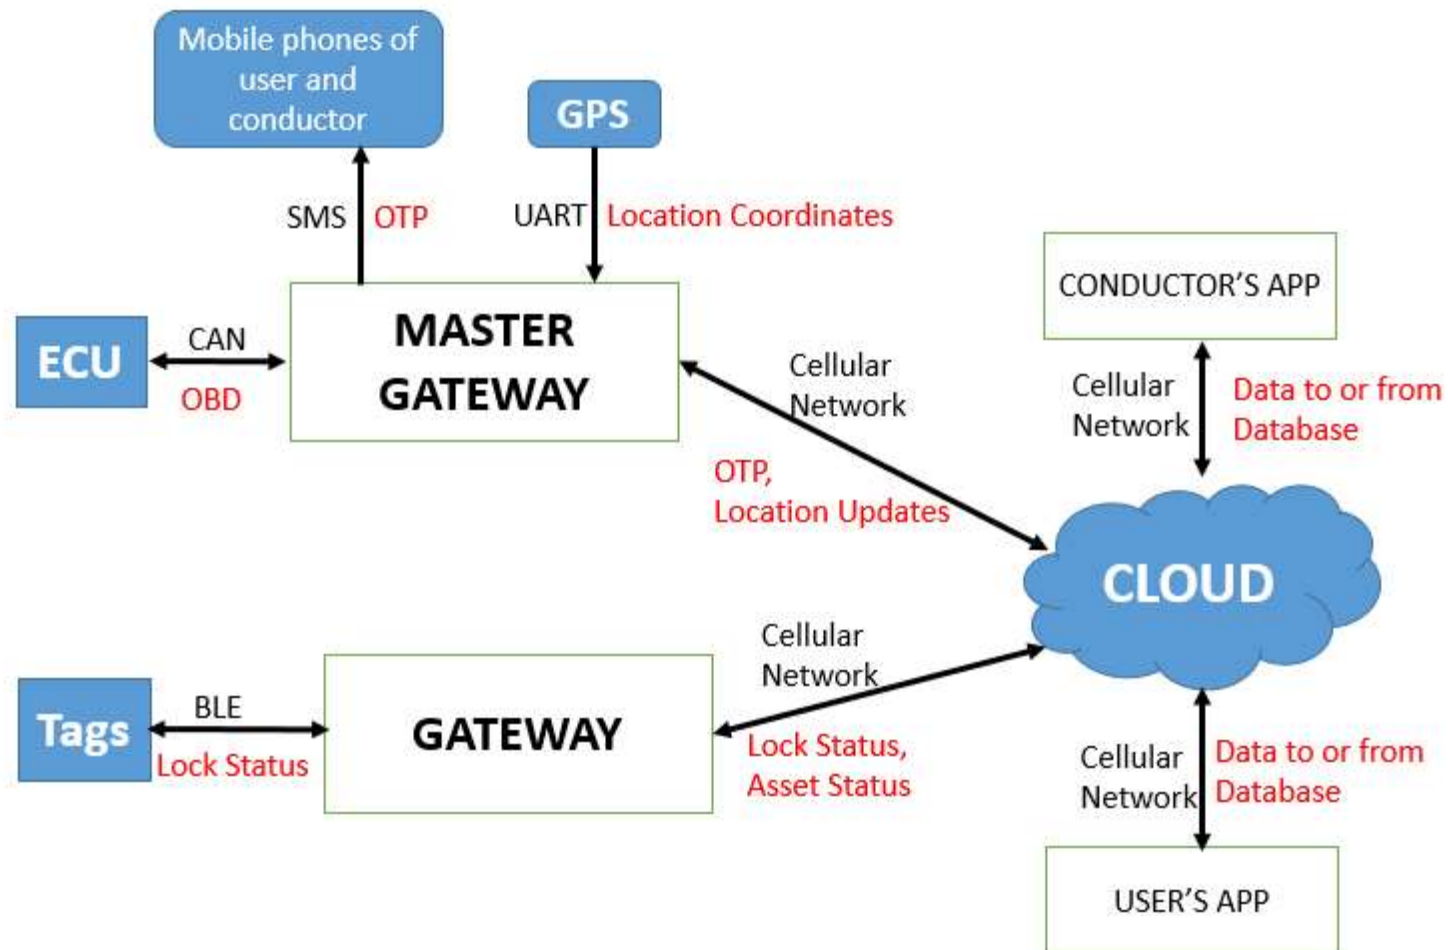 Mobile phones of
user and
conductor
GPS
SMS
OTP
UART
Location Coordinates
CONDUCTOR'S APP
ECU
CAN
OBD
MASTER
GATEWAY
Cellular
Network
OTP,
Location Updates
Cellular
Network
Data to or from
Database
CLOUD
Tags
BLE
Lock Status
GATEWAY
Cellular
Network
Lock Status,
Asset Status
Cellular
Network
Data to or from
Database
USER'S APP